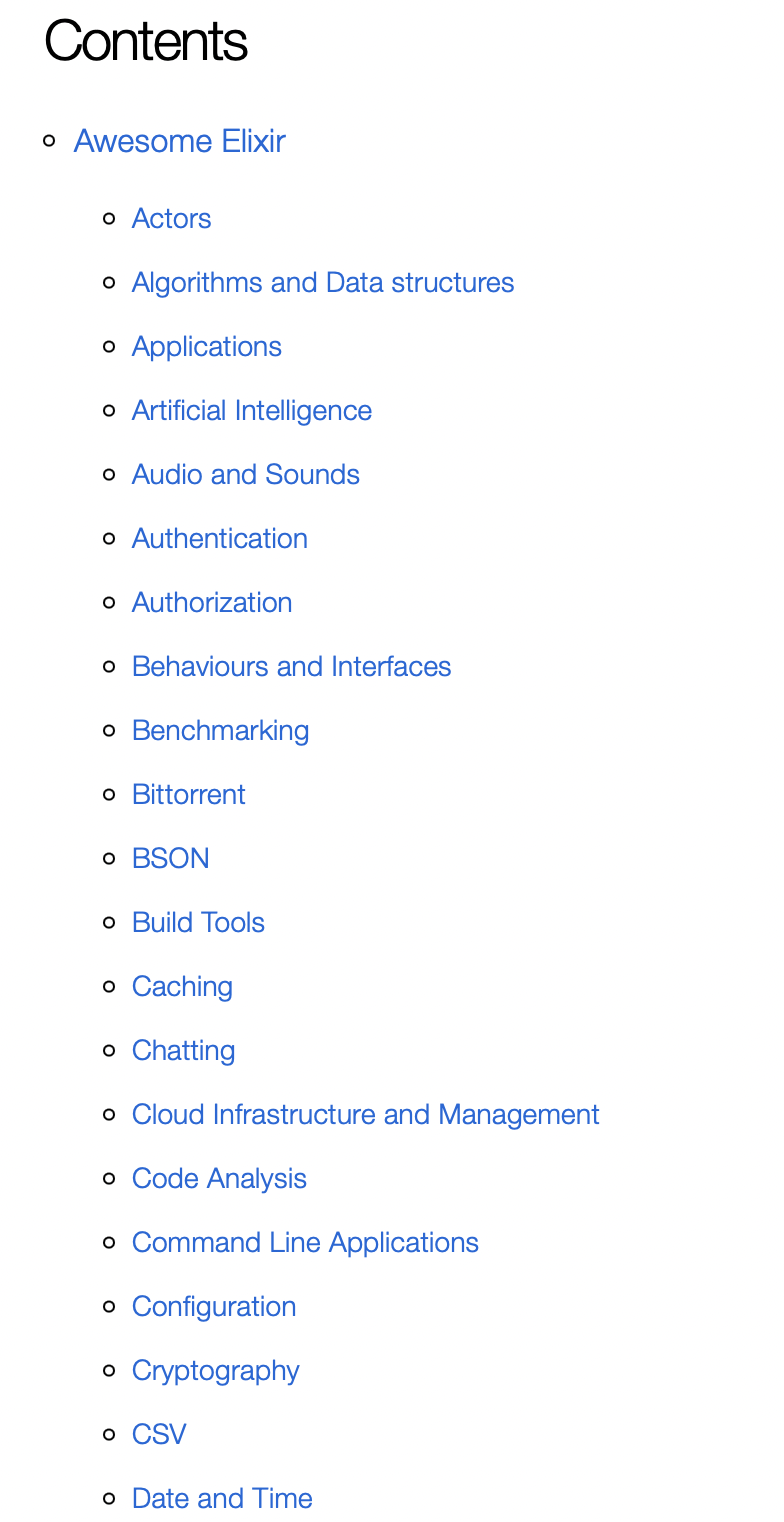 Contents
Awesome Elixir
Actors
Algorithms and Data structures
Applications
Artificial Intelligence
Audio and Sounds
Authentication
Authorization
Behaviours and Interfaces
Benchmarking
Bittorrent
BSON
Build Tools
Caching
Chatting
Cloud Infrastructure and Management
Code Analysis
Command Line Applications
Configuration
Cryptography
CSV
Date and Time